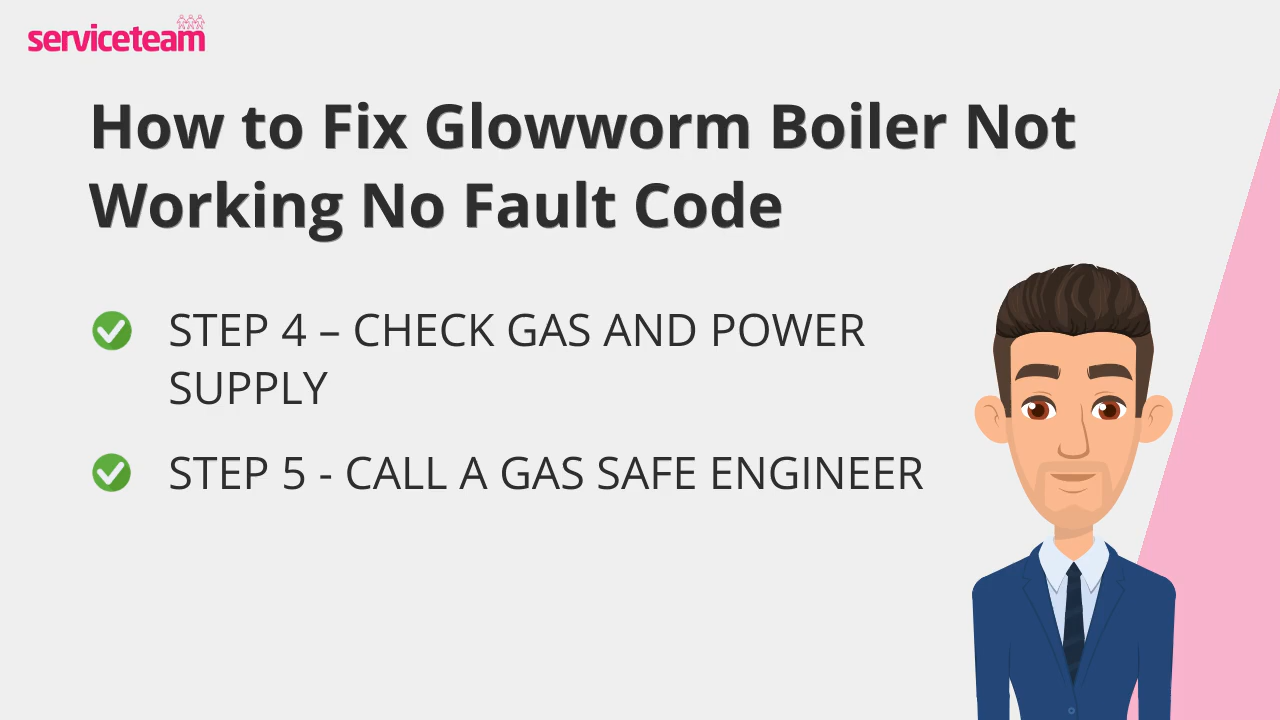 serviceteam
How to Fix Glowworm Boiler Not
Working No Fault Code
STEP 4 – CHECK GAS AND POWER
SUPPLY
STEP 5 - CALL A GAS SAFE ENGINEER